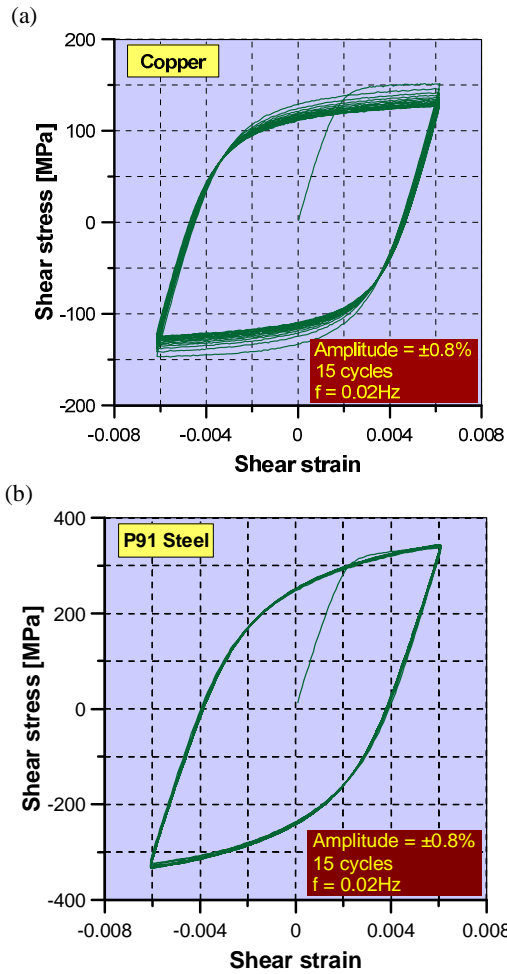 (a)
Copper
Shear stress [MPa]
200
100
0
-100
-200
Amplitude = ±0.8%
15 cycles
f = 0.02Hz
-0.008
-0.004
0
0.004
0.008
Shear strain
(b)
P91 Steel
Shear stress [MPa]
400
200
0
-200
-400
Amplitude = ±0.8%
15 cycles
f = 0.02Hz
-0.008
-0.004
0
0.004
0.008
Shear strain